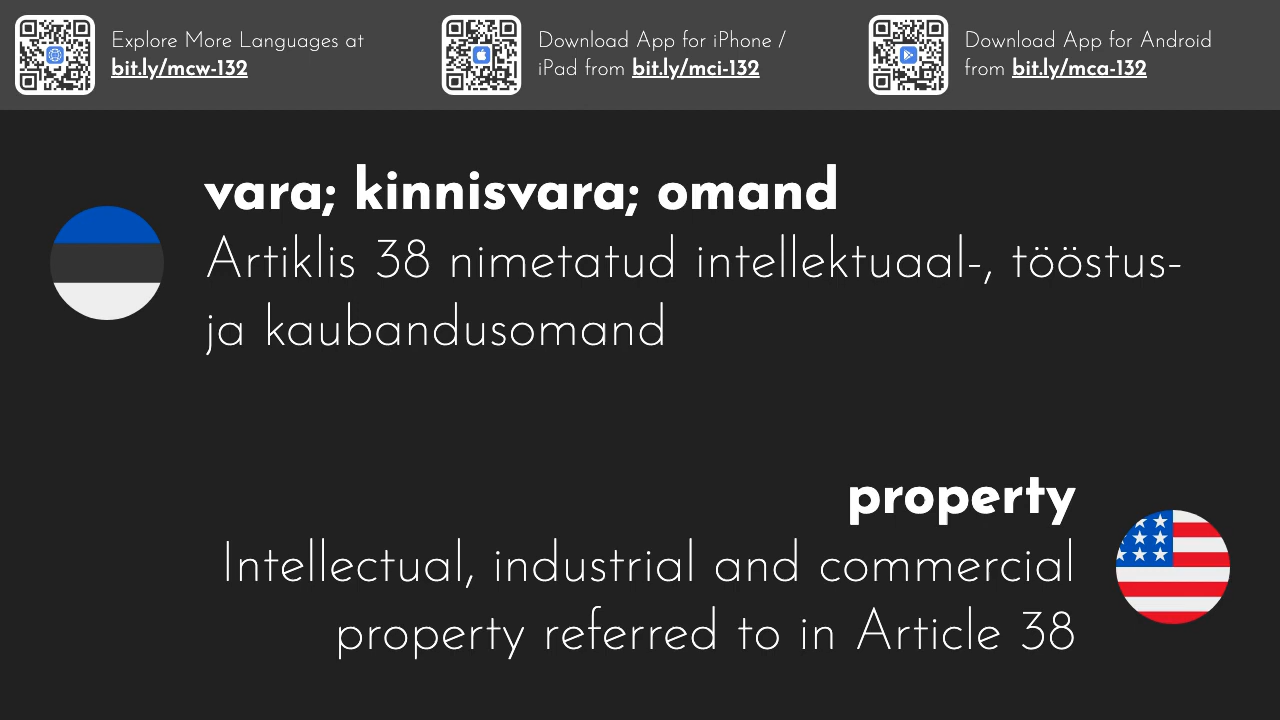 Explore More Languages at
bit.ly/mcw-132
Download App for iPhone /
iPad from bit.ly/mci-132
Download App for Android
from bit.ly/mca-132
vara; kinnisvara; omand
Artiklis 38 nimetatud intellektuaal-, tööstus-
ja kaubandusomand
property
Intellectual, industrial and commercial
property referred to in Article 38